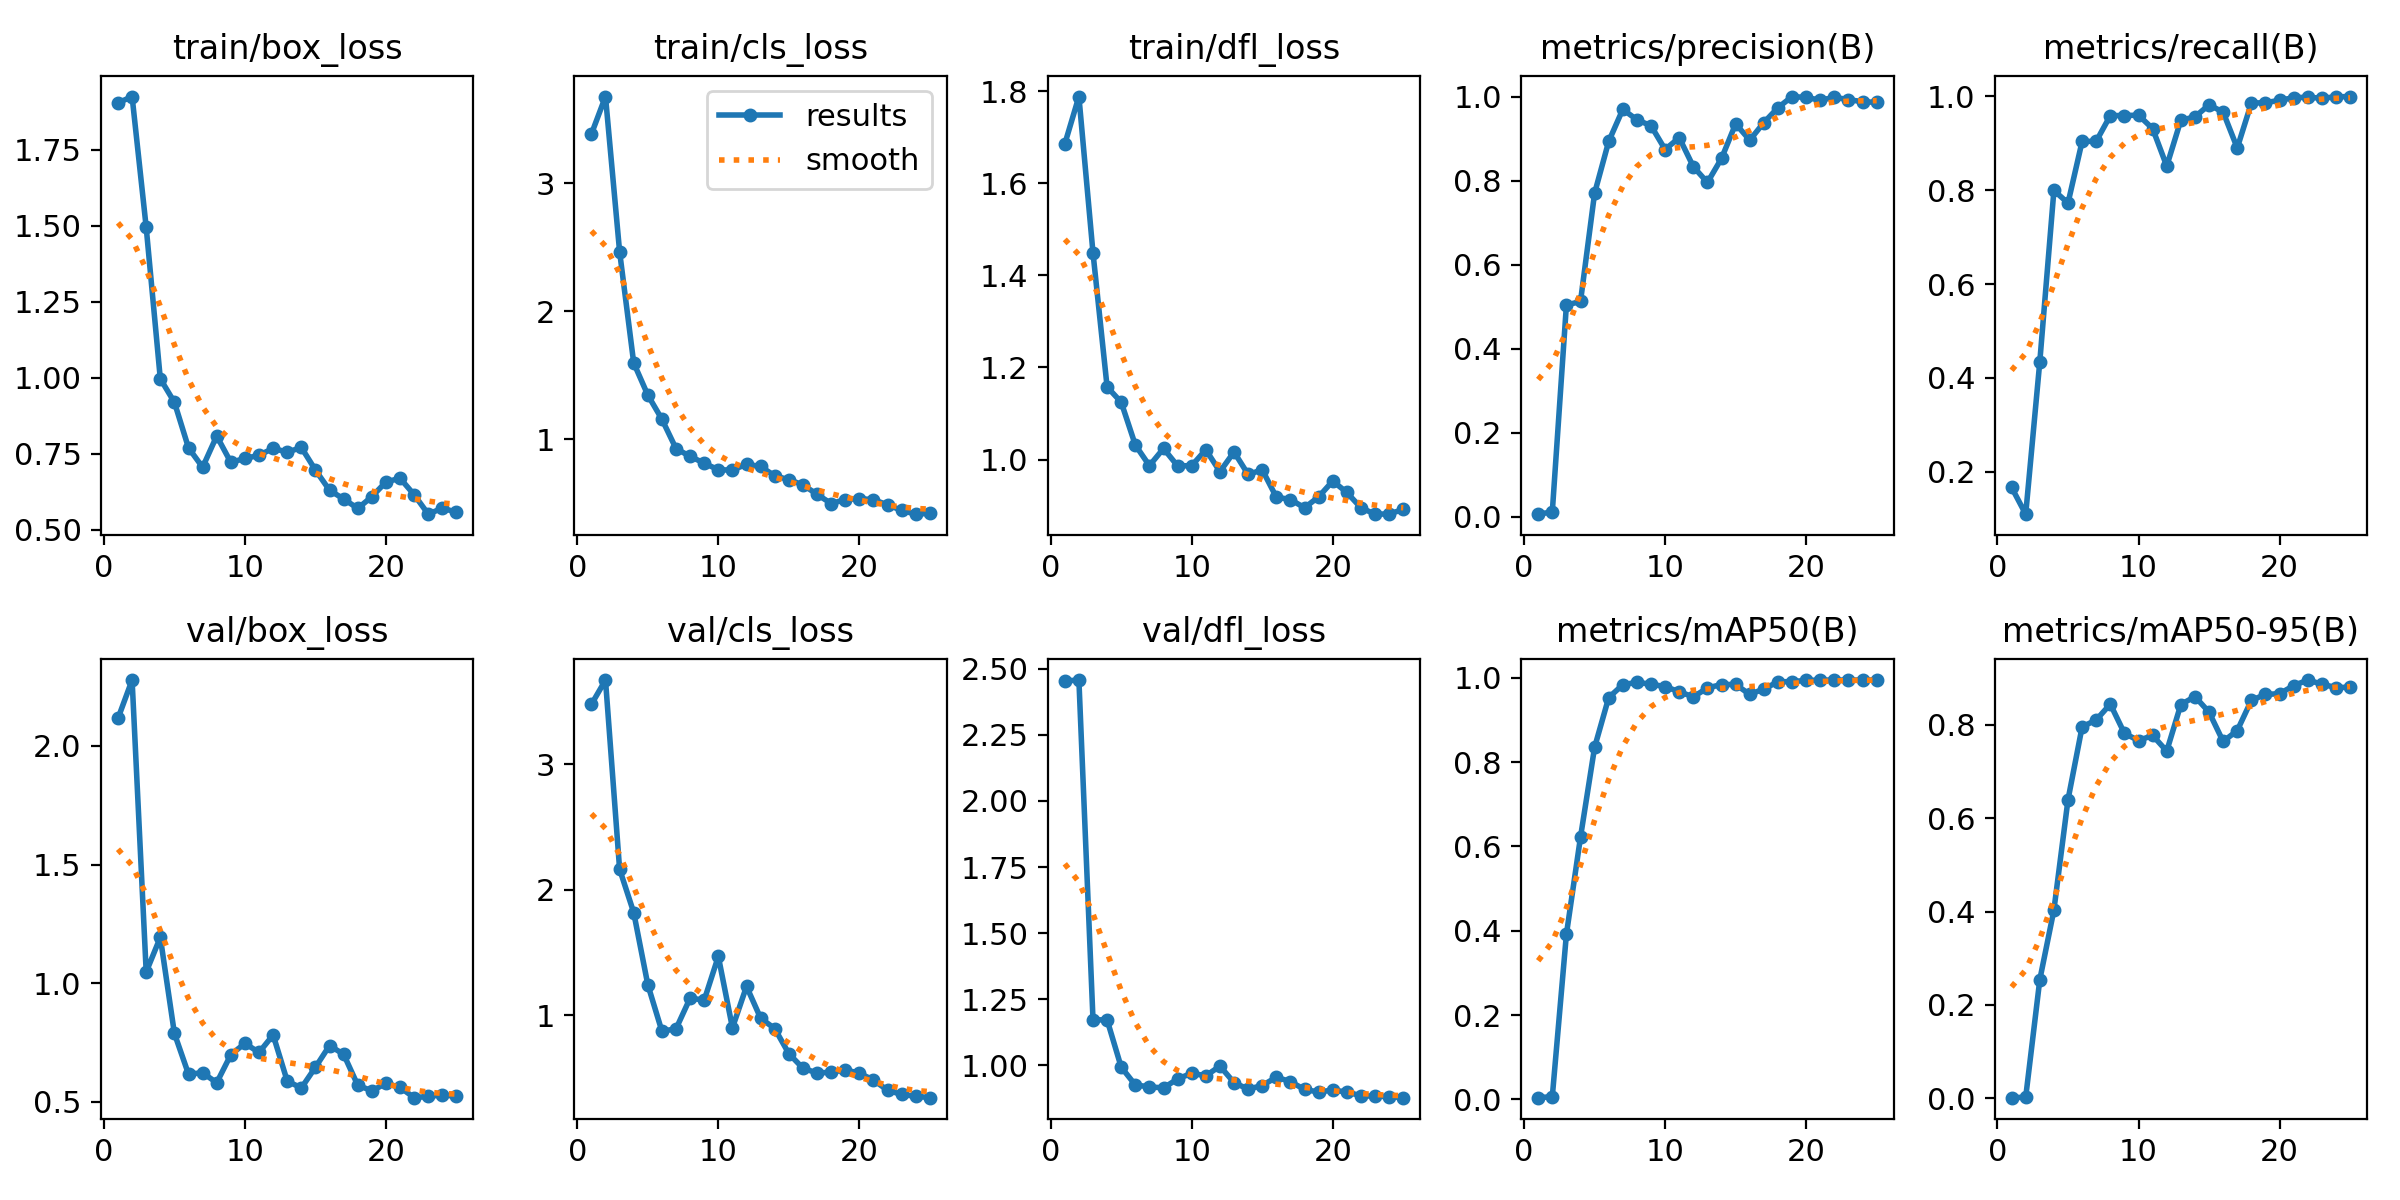 train/box_loss
1.75
1.50
1.25
1.00
0.75
0.50
0 10 20
train/cls_loss
results
smooth
3
2
1
0 10 20
train/dfl_loss
1.8
1.6
1.4
1.2
1.0
0 10 20
metrics/precision(B)
1.0
0.8
0.6
0.4
0.2
0.0
0 10 20
metrics/recall(B)
1.0
0.8
0.6
0.4
0.2
0 10 20
val/box_loss
2.0
1.5
1.0
0.5
0 10 20
val/cls_loss
3
2
1
0 10 20
val/dfl_loss
2.50
2.25
2.00
1.75
1.50
1.25
1.00
0 10 20
metrics/mAP50(B)
1.0
0.8
0.6
0.4
0.2
0.0
0 10 20
metrics/mAP50-95(B)
0.8
0.6
0.4
0.2
0.0
0 10 20